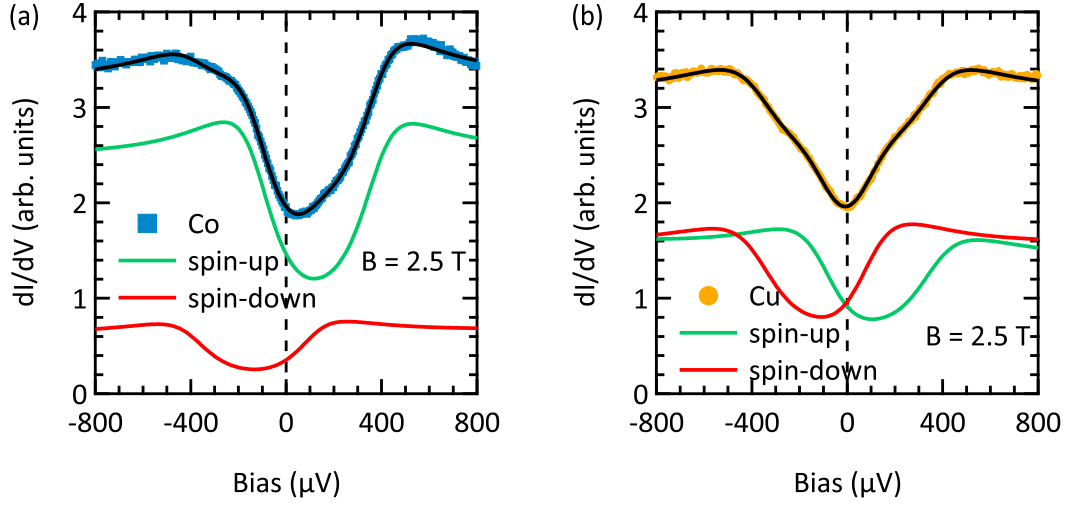 (a)
4
3
2
1
0
dI/dV (arb. units)
Co
spin-up
spin-down
B = 2.5 T
-800
-400
0
400
800
Bias (µV)
(b)
4
3
2
1
0
dI/dV (arb. units)
Cu
spin-up
spin-down
B = 2.5 T
-800
-400
0
400
800
Bias (µV)